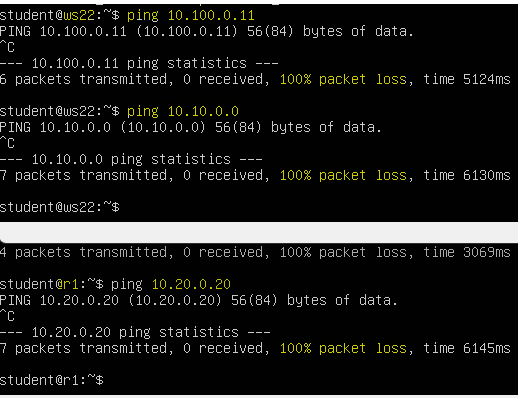 student@ws22:~$ ping 10.100.0.11
PING 10.100.0.11 (10.100.0.11) 56(84) bytes of data.
^C
--- 10.100.0.11 ping statistics ---
6 packets transmitted, 0 received, 100% packet loss, time 5124ms
student@ws22:~$ ping 10.10.0.0
PING 10.10.0.0 (10.10.0.0) 56(84) bytes of data.
^C
--- 10.10.0.0 ping statistics ---
7 packets transmitted, 0 received, 100% packet loss, time 6130ms
student@ws22:~$
4 packets transmitted, 0 received, 100% packet loss, time 3069ms
student@r1:~$ ping 10.20.0.20
PING 10.20.0.20 (10.20.0.20) 56(84) bytes of data.
^C
--- 10.20.0.20 ping statistics ---
7 packets transmitted, 0 received, 100% packet loss, time 6145ms
student@r1:~$